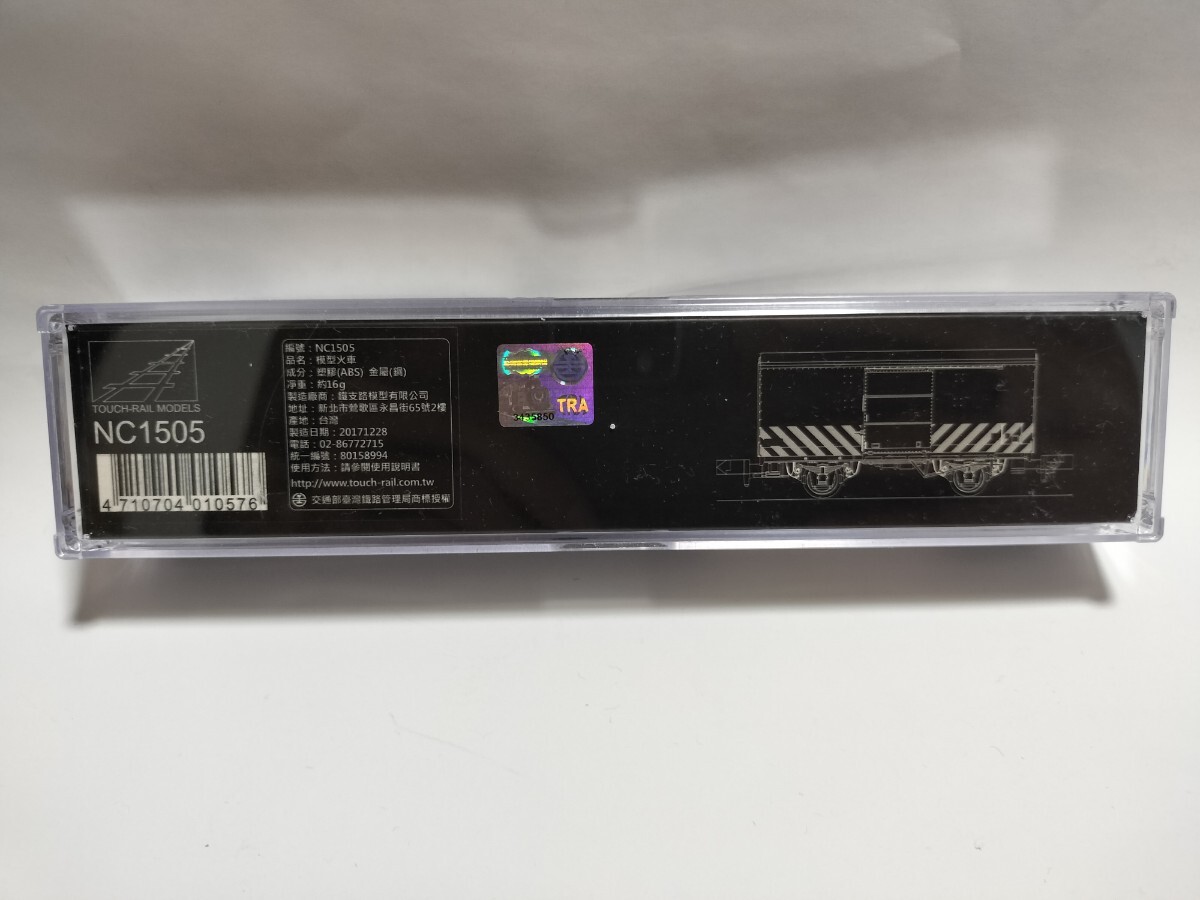 TOUCH-RAIL MODELS
NC1505
4 710704 010576
編號：NC1505
品名：模型火車
成分：塑膠(ABS) 金屬(鋼)
淨重：約16g
製造廠商：鐵支路模型有限公司
地址：新北市鶯歌區永昌街65號2樓
產地：台灣
製造日期：20171228
電話：02-86772715
統一編號：80158994
使用方法：請參閱使用說明書
http://www.touch-rail.com.tw
交通部臺灣鐵路管理局商標授權
TRA